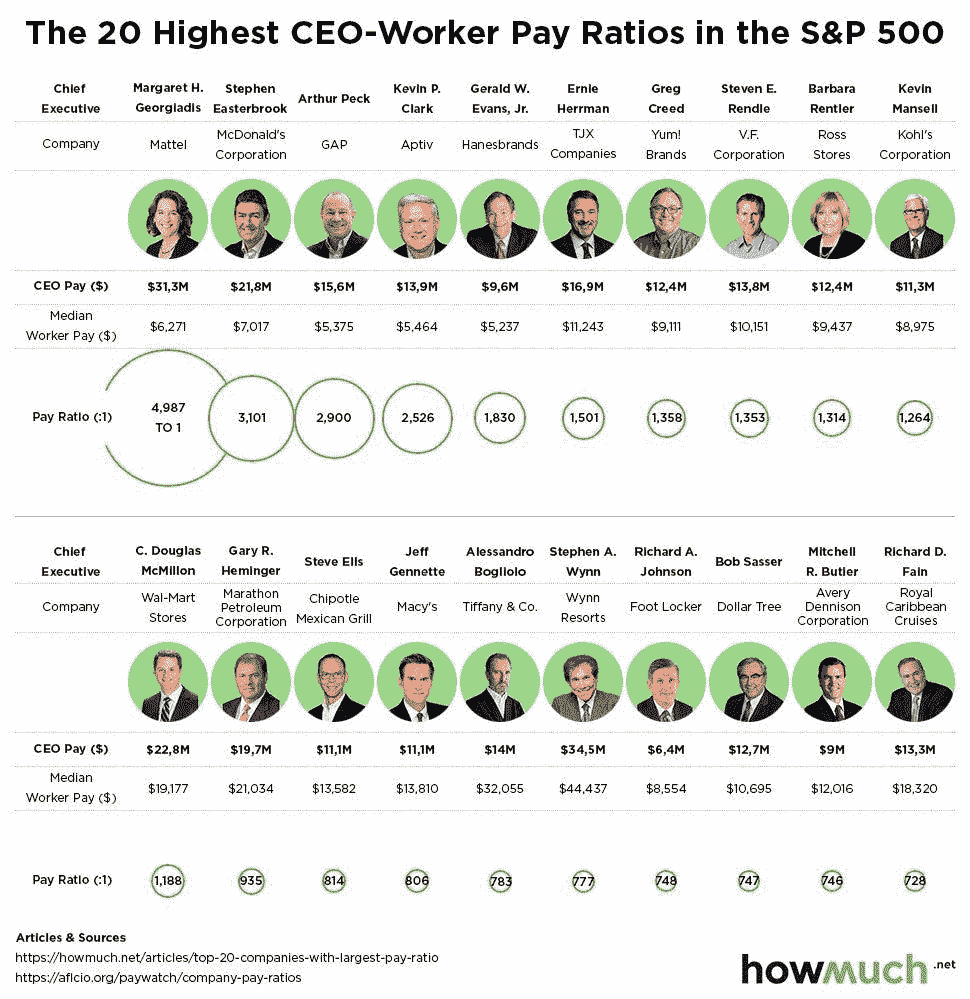 The 20 Highest CEO-Worker Pay Ratios in the S&P 500
Chief Executive Margaret H. Georgiadis Stephen Easterbrook Arthur Peck Kevin P. Clark Gerald W. Evans, Jr. Ernie Herrman Greg Creed Steven E. Rendle Barbara Rentler Kevin Mansell
Company Mattel McDonald's Corporation GAP Aptiv Hanesbrands TJX Companies Yum! Brands V.F. Corporation Ross Stores Kohl's Corporation
CEO Pay ($) $31,3M $21,8M $15,6M $13,9M $9,6M $16,9M $12,4M $13,8M $12,4M $11,3M
Median Worker Pay ($) $6,271 $7,017 $5,375 $5,464 $5,237 $11,243 $9,111 $10,151 $9,437 $8,975
Pay Ratio (:1) 4,987 TO 1 3,101 2,900 2,526 1,830 1,501 1,358 1,353 1,314 1,264
Chief Executive C. Douglas McMillon Gary R. Heminger Steve Ells Jeff Gennette Alessandro Bogliolo Stephen A. Wynn Richard A. Johnson Bob Sasser Mitchell R. Butier Richard D. Fain
Company Wal-Mart Stores Marathon Petroleum Corporation Chipotle Mexican Grill Macy's Tiffany & Co. Wynn Resorts Foot Locker Dollar Tree Avery Dennison Corporation Royal Caribbean Cruises
CEO Pay ($) $22,8M $19,7M $11,1M $11,1M $14M $34,5M $6,4M $12,7M $9M $13,3M
Median Worker Pay ($) $19,177 $21,034 $13,582 $13,810 $32,055 $44,437 $8,554 $10,695 $12,016 $18,320
Pay Ratio (:1) 1,188 935 814 806 783 777 748 747 746 728
Articles & Sources
https://howmuch.net/articles/top-20-companies-with-largest-pay-ratio
https://aflcio.org/paywatch/company-pay-ratios
howmuch.net